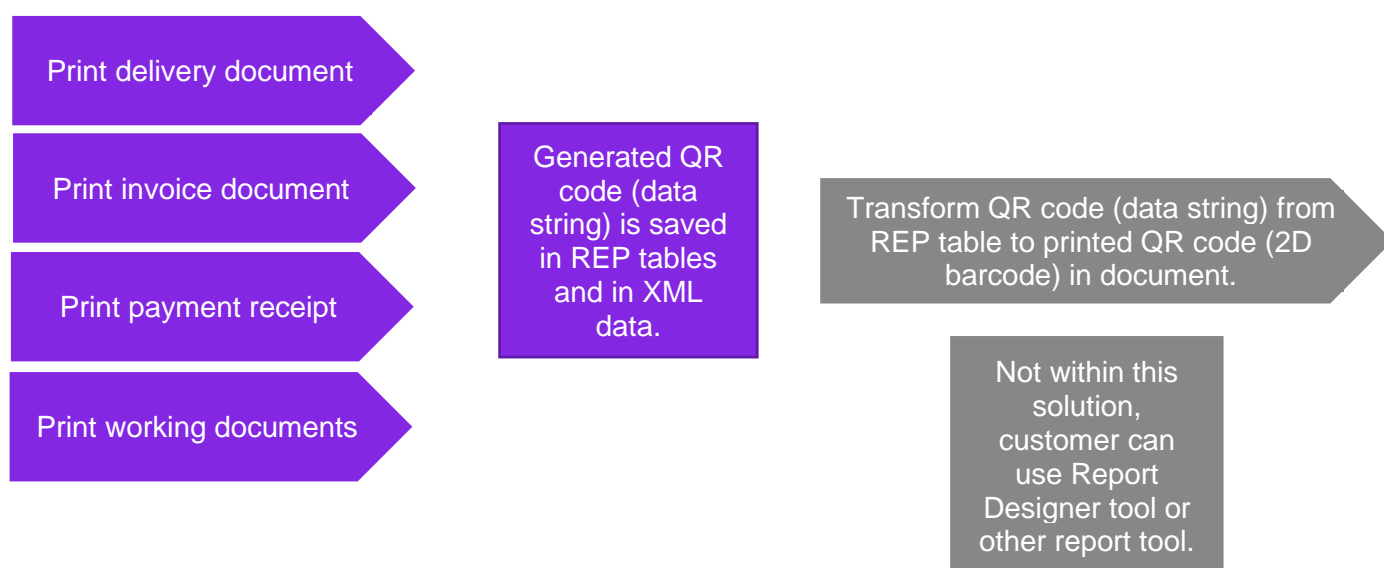 Print delivery document
Print invoice document
Print payment receipt
Print working documents
Generated QR
code (data
string) is saved
in REP tables
and in XML
data.
Transform QR code (data string) from
REP table to printed QR code (2D
barcode) in document.
Not within this
solution,
customer can
use Report
Designer tool or
other report tool.